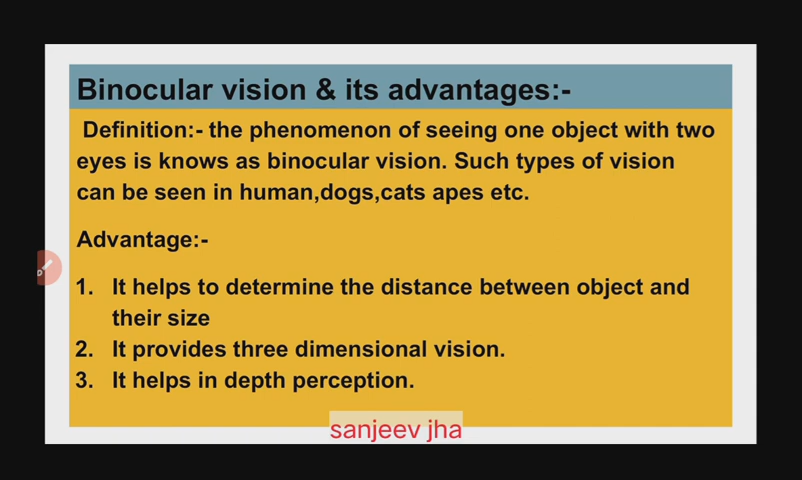 Binocular vision & its advantages:-
Definition:- the phenomenon of seeing one object with two
eyes is knows as binocular vision. Such types of vision
can be seen in human,dogs,cats apes etc.
Advantage:-
1. It helps to determine the distance between object and
their size
2. It provides three dimensional vision.
3. It helps in depth perception.
sanjeev jha